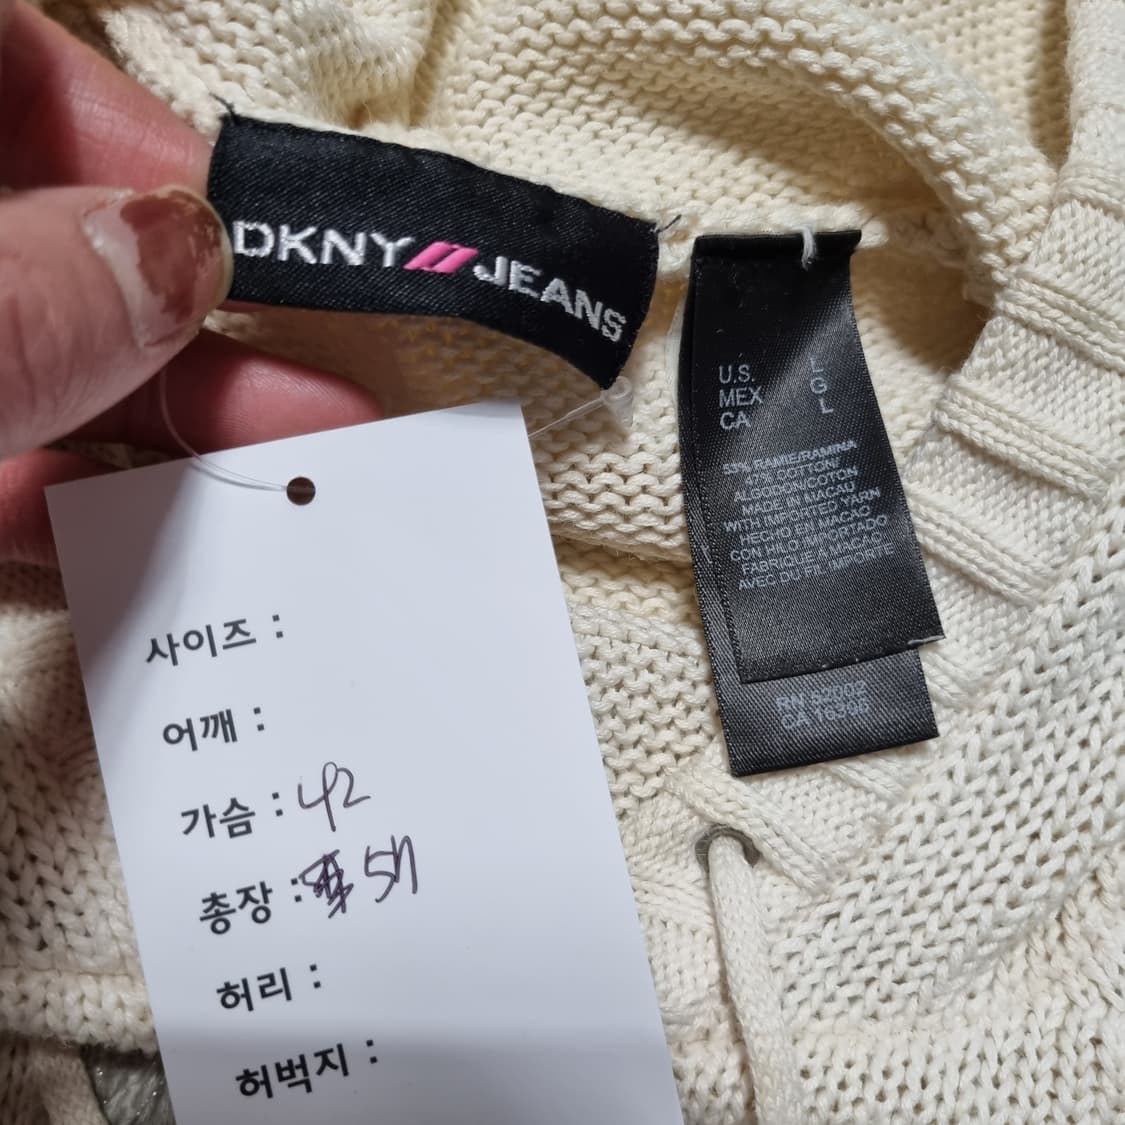 DKNY JEANS
U.S. L
MEX G
CA L
53% RAMIE/RAMINA
47% COTTON/
ALGODON/COTON
MADE IN MACAU
WITH IMPORTED YARN
HECHO EN MACAO
CON HILO IMPORTADO
FABRIQUE A MACAO
AVEC DU FIL IMPORTE
RN 62002
CA
사이즈 :
어깨 :
가슴 : 42
총장 : 57
허리 :
허벅지 :